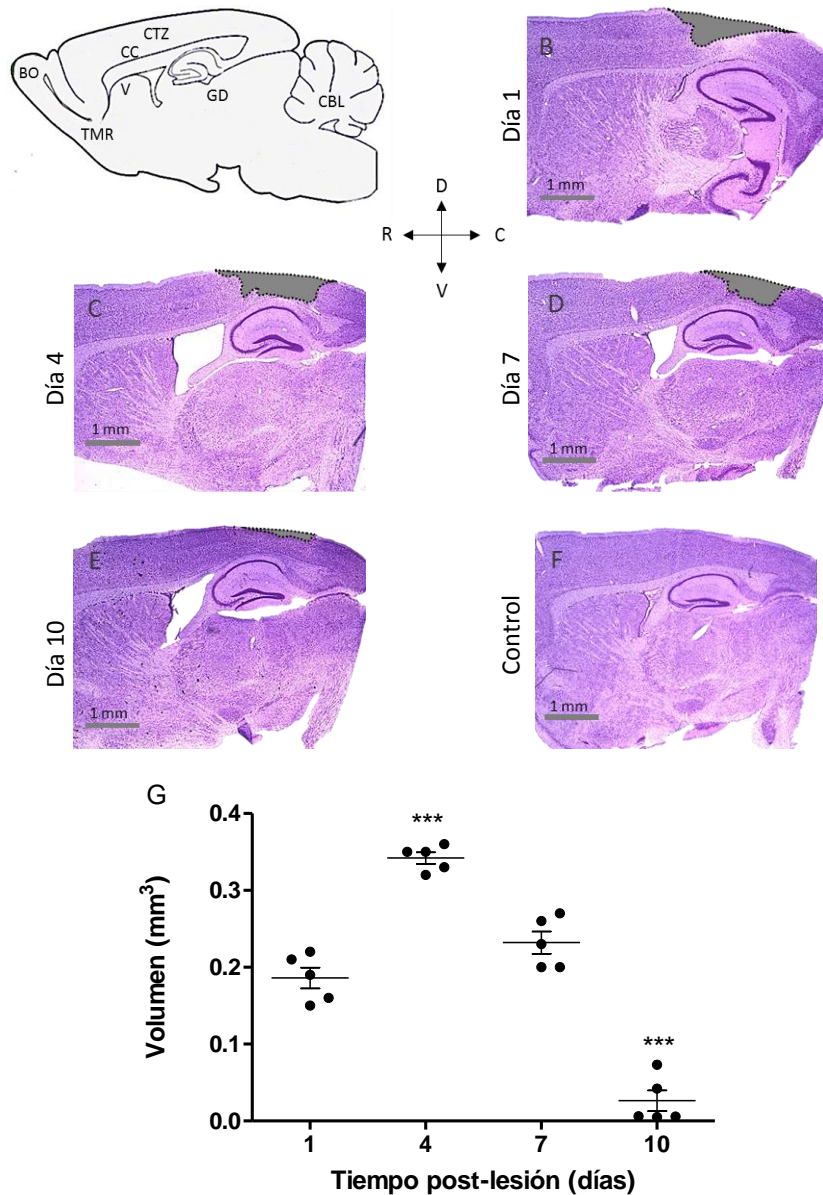 CTZ
CC
BO
V
GD
CBL
TMR
Día 1
B
1 mm
D
R
C
V
Día 4
C
1 mm
Día 7
D
1 mm
Día 10
E
1 mm
Control
F
1 mm
G
Volumen (mm³)
0.4
0.3
0.2
0.1
0.0
***
***
1 4 7 10
Tiempo post-lesión (días)